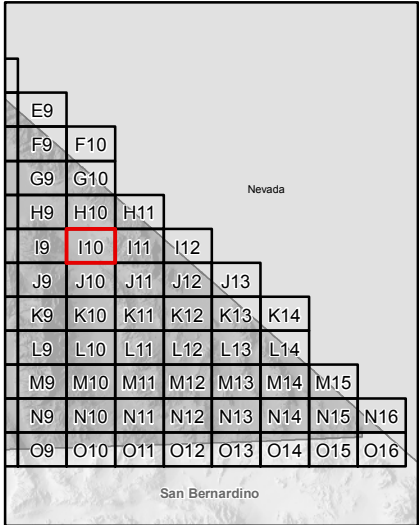 E9
F9 F10
G9 G10
Nevada
H9 H10 H11
I9 I10 I11 I12
J9 J10 J11 J12 J13
K9 K10 K11 K12 K13 K14
L9 L10 L11 L12 L13 L14
M9 M10 M11 M12 M13 M14 M15
N9 N10 N11 N12 N13 N14 N15 N16
O9 O10 O11 O12 O13 O14 O15 O16
San Bernardino